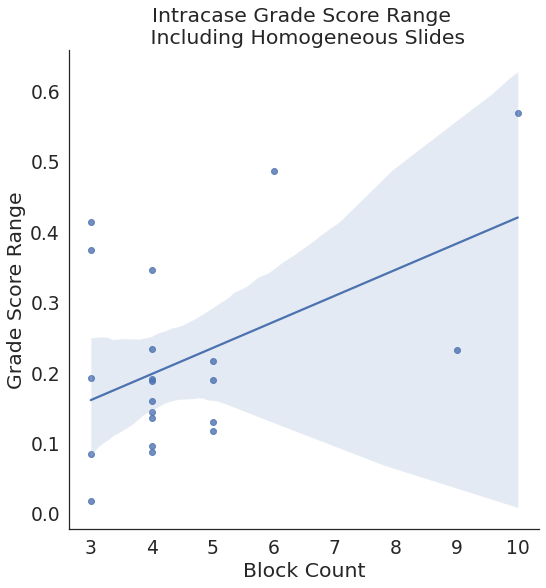 Intracase Grade Score Range
Including Homogeneous Slides
Grade Score Range
0.6
0.5
0.4
0.3
0.2
0.1
0.0
3 4 5 6 7 8 9 10
Block Count